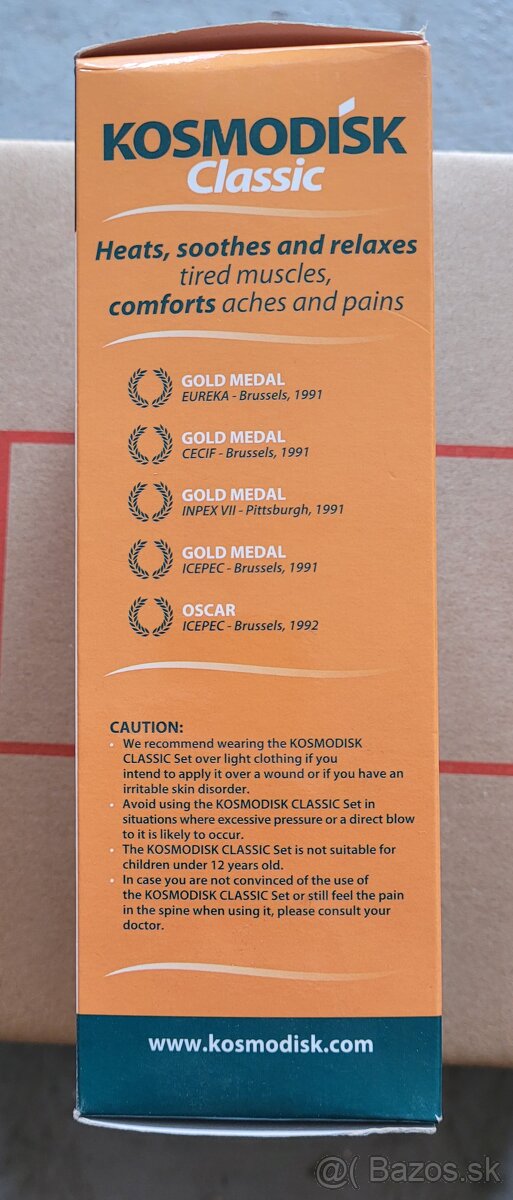 KOSMODISK
Classic
Heats, soothes and relaxes
tired muscles,
comforts aches and pains
GOLD MEDAL
EUREKA - Brussels, 1991
GOLD MEDAL
CECIF - Brussels, 1991
GOLD MEDAL
INPEX VII - Pittsburgh, 1991
GOLD MEDAL
ICEPEC - Brussels, 1991
OSCAR
ICEPEC - Brussels, 1992
CAUTION:
• We recommend wearing the KOSMODISK
CLASSIC Set over light clothing if you
intend to apply it over a wound or if you have an
irritable skin disorder.
• Avoid using the KOSMODISK CLASSIC Set in
situations where excessive pressure or a direct blow
to it is likely to occur.
• The KOSMODISK CLASSIC Set is not suitable for
children under 12 years old.
• In case you are not convinced of the use of
the KOSMODISK CLASSIC Set or still feel the pain
in the spine when using it, please consult your
doctor.
www.kosmodisk.com
@( Bazos.sk